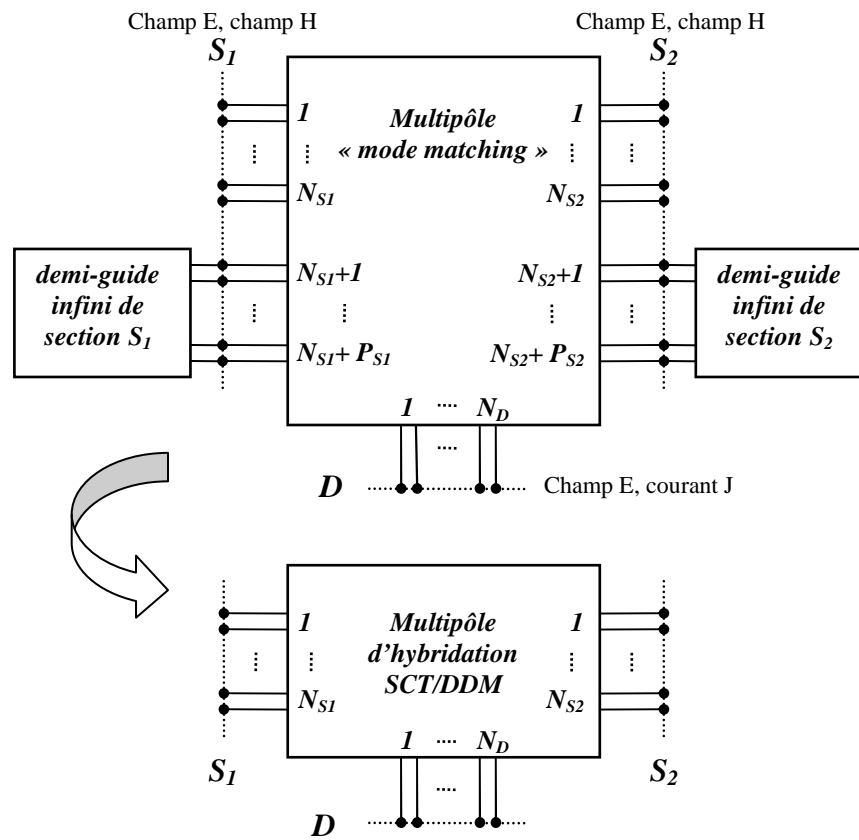 Champ E, champ H
Champ E, champ H
S1
S2
1
Multipôle
1
« mode matching »
NS1
NS2
demi-guide
infini de
section S1
NS1+1
NS2+1
demi-guide
infini de
section S2
NS1+ PS1
NS2+ PS2
1 .... ND
....
D
Champ E, courant J
1
Multipôle
1
d'hybridation
SCT/DDM
NS1
NS2
1 .... ND
S1
S2
....
D